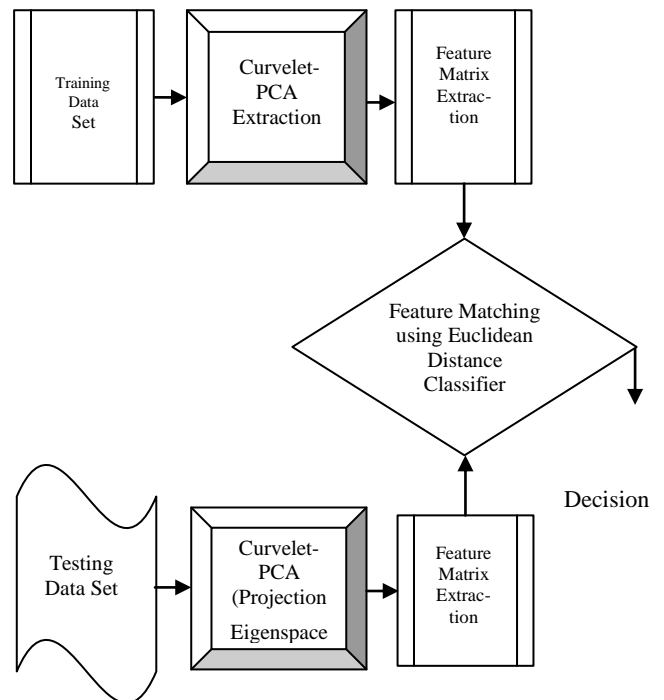 Training
Data
Set
Curvelet-
PCA
Extraction
Feature
Matrix
Extrac-
tion
Feature Matching
using Euclidean
Distance
Classifier
Decision
Testing
Data Set
Curvelet-
PCA
(Projection
Eigenspace
Feature
Matrix
Extrac-
tion